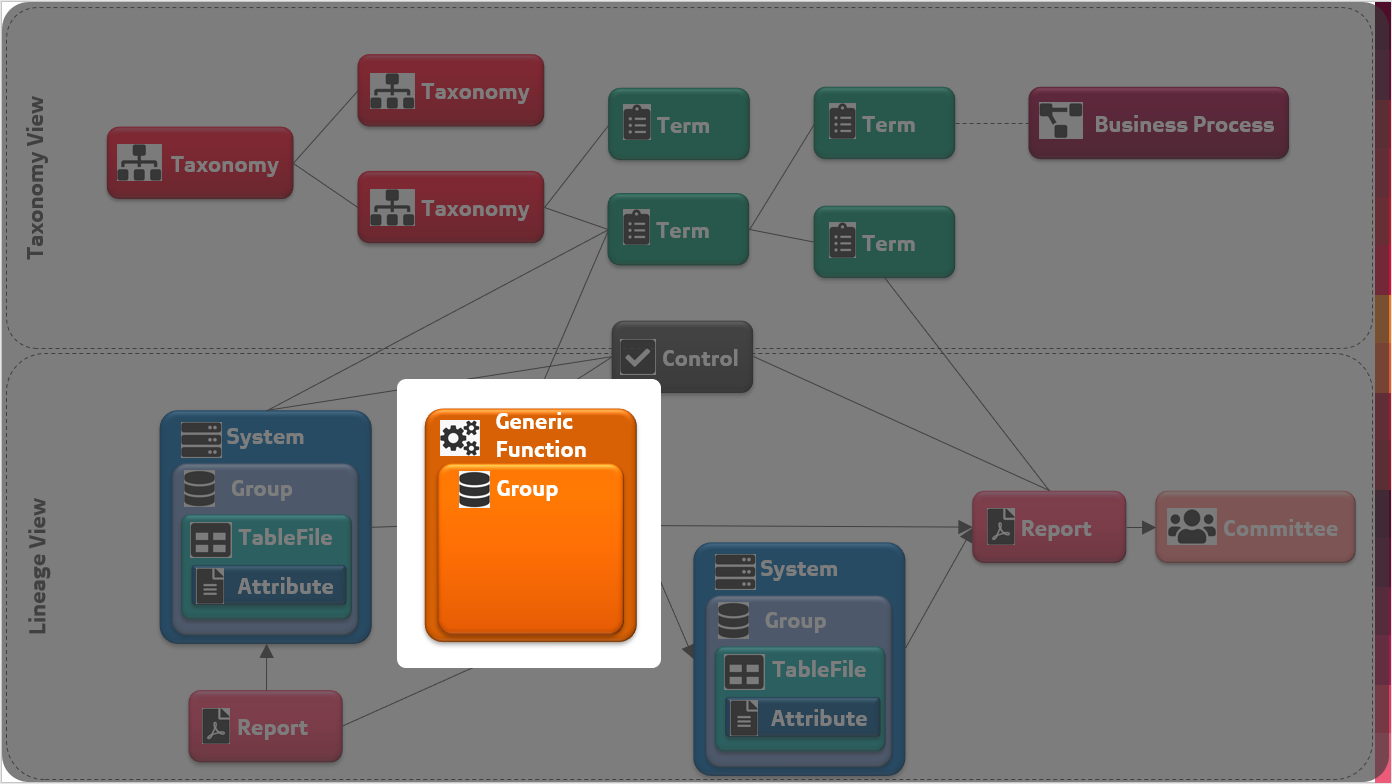 Taxonomy View
Taxonomy
Taxonomy
Taxonomy
Term
Term
Term
Term
Business Process
Control
Lineage View
System
Group
TableFile
Attribute
Generic
Function
Group
System
Group
TableFile
Attribute
Report
Committee
Report